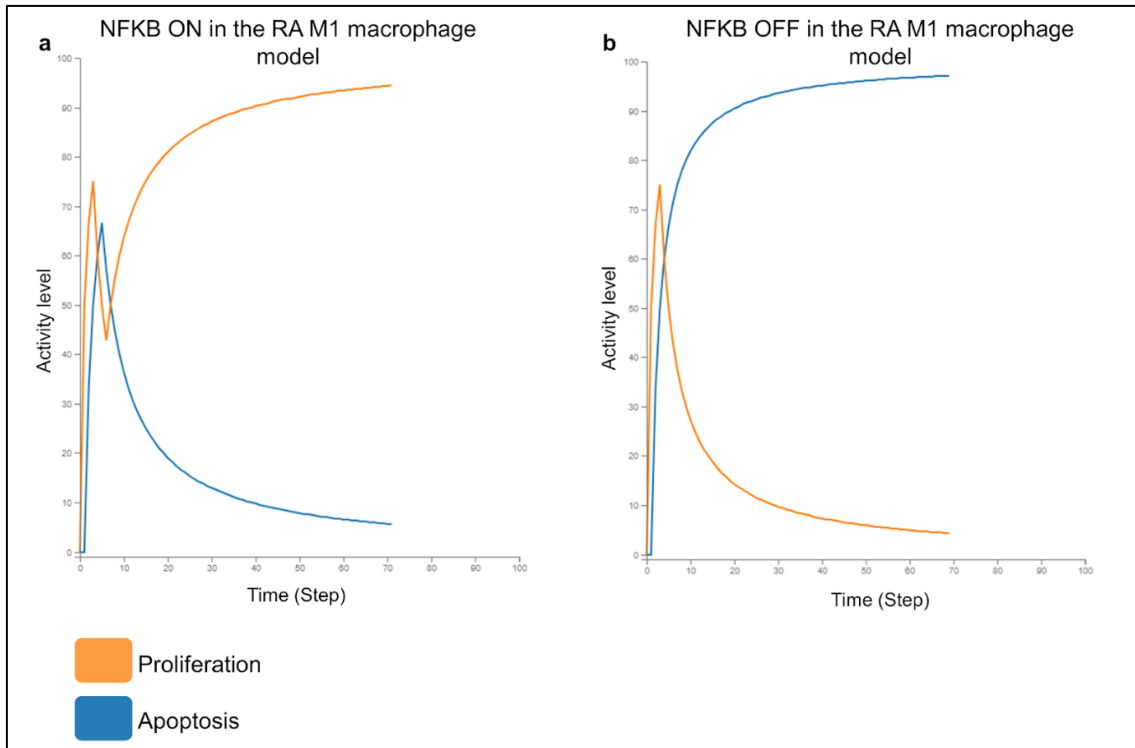 a
NFKB ON in the RA M1 macrophage
model
100
90
80
70
60
50
40
30
20
10
0
Activity level
0 10 20 30 40 50 60 70 80 90 100
Time (Step)
b
NFKB OFF in the RA M1 macrophage
model
100
90
80
70
60
50
40
30
20
10
0
Activity level
0 10 20 30 40 50 60 70 80 90 100
Time (Step)
Proliferation
Apoptosis